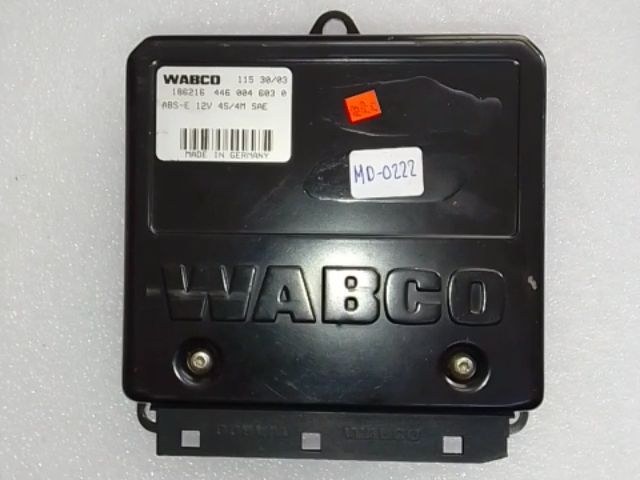 WABCO 115 30/03
186216 446 004 603 0
ABS-E 12V 4S/4M SAE
MADE IN GERMANY
MD-0222
WABCO
WABCO